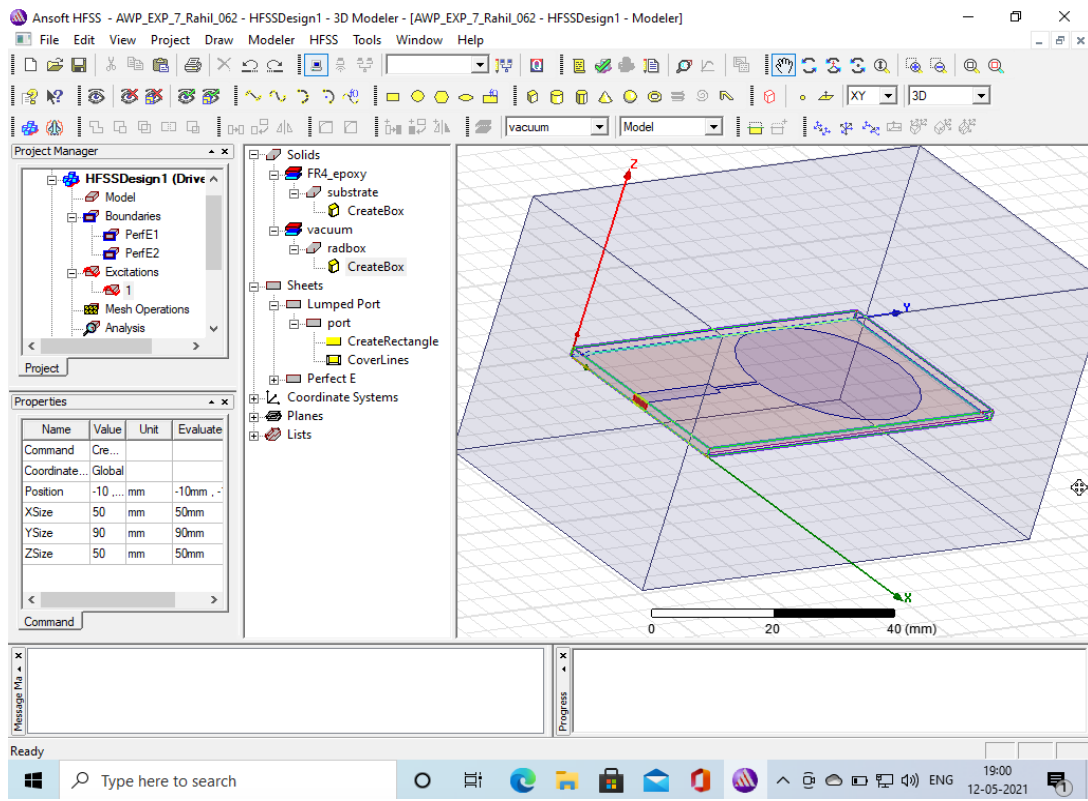 Ansoft HFSS - AWP_EXP_7_Rahil_062 - HFSSDesign1 - 3D Modeler - [AWP_EXP_7_Rahil_062 - HFSSDesign1 - Modeler]
File Edit View Project Draw Modeler HFSS Tools Window Help
XY 3D
vacuum Model
Project Manager
HFSSDesign1 (Drive
Model
Boundaries
PerfE1
PerfE2
Excitations
1
Mesh Operations
Analysis
Project
Properties
Name Value Unit Evaluate
Command Cre...
Coordinate... Global
Position -10 ,... mm -10mm , -
XSize 50 mm 50mm
YSize 90 mm 90mm
ZSize 50 mm 50mm
Command
Solids
FR4_epoxy
substrate
CreateBox
vacuum
radbox
CreateBox
Sheets
Lumped Port
port
CreateRectangle
CoverLines
Perfect E
Coordinate Systems
Planes
Lists
Z
Y
X
0 20 40 (mm)
Message Ma
Progress
Ready
Type here to search
ENG
19:00
12-05-2021
1